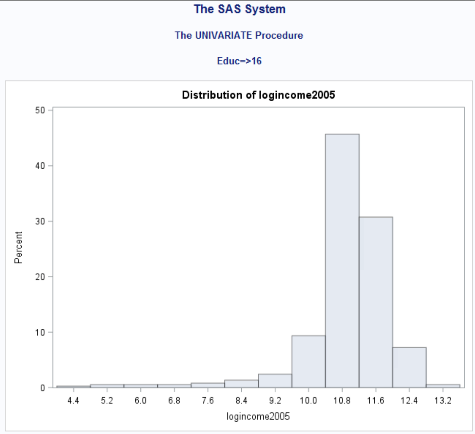 The SAS System
The UNIVARIATE Procedure
Educ=>16
Distribution of logincome2005
50
40
30
20
10
0
Percent
4.4 5.2 6.0 6.8 7.6 8.4 9.2 10.0 10.8 11.6 12.4 13.2
logincome2005